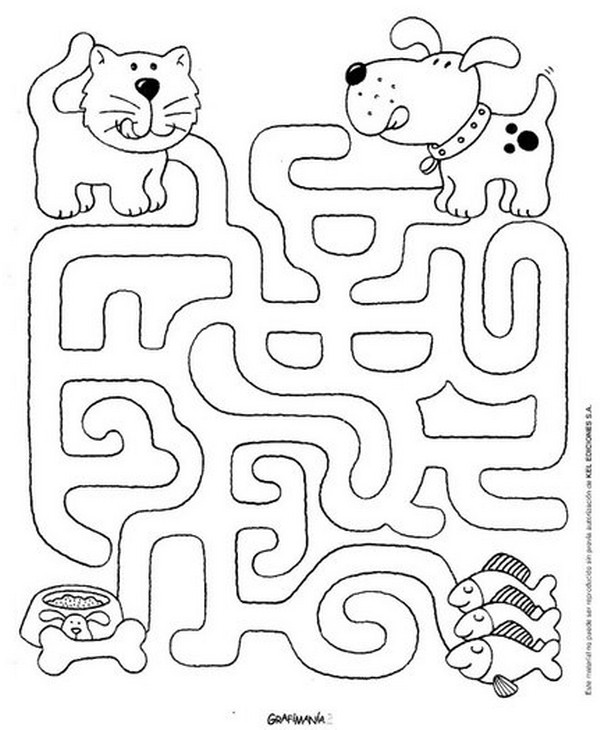 Este material no puede ser reproducido sin previa autorización de KEL EDICIONES S.A.
GRAFIMANÍA